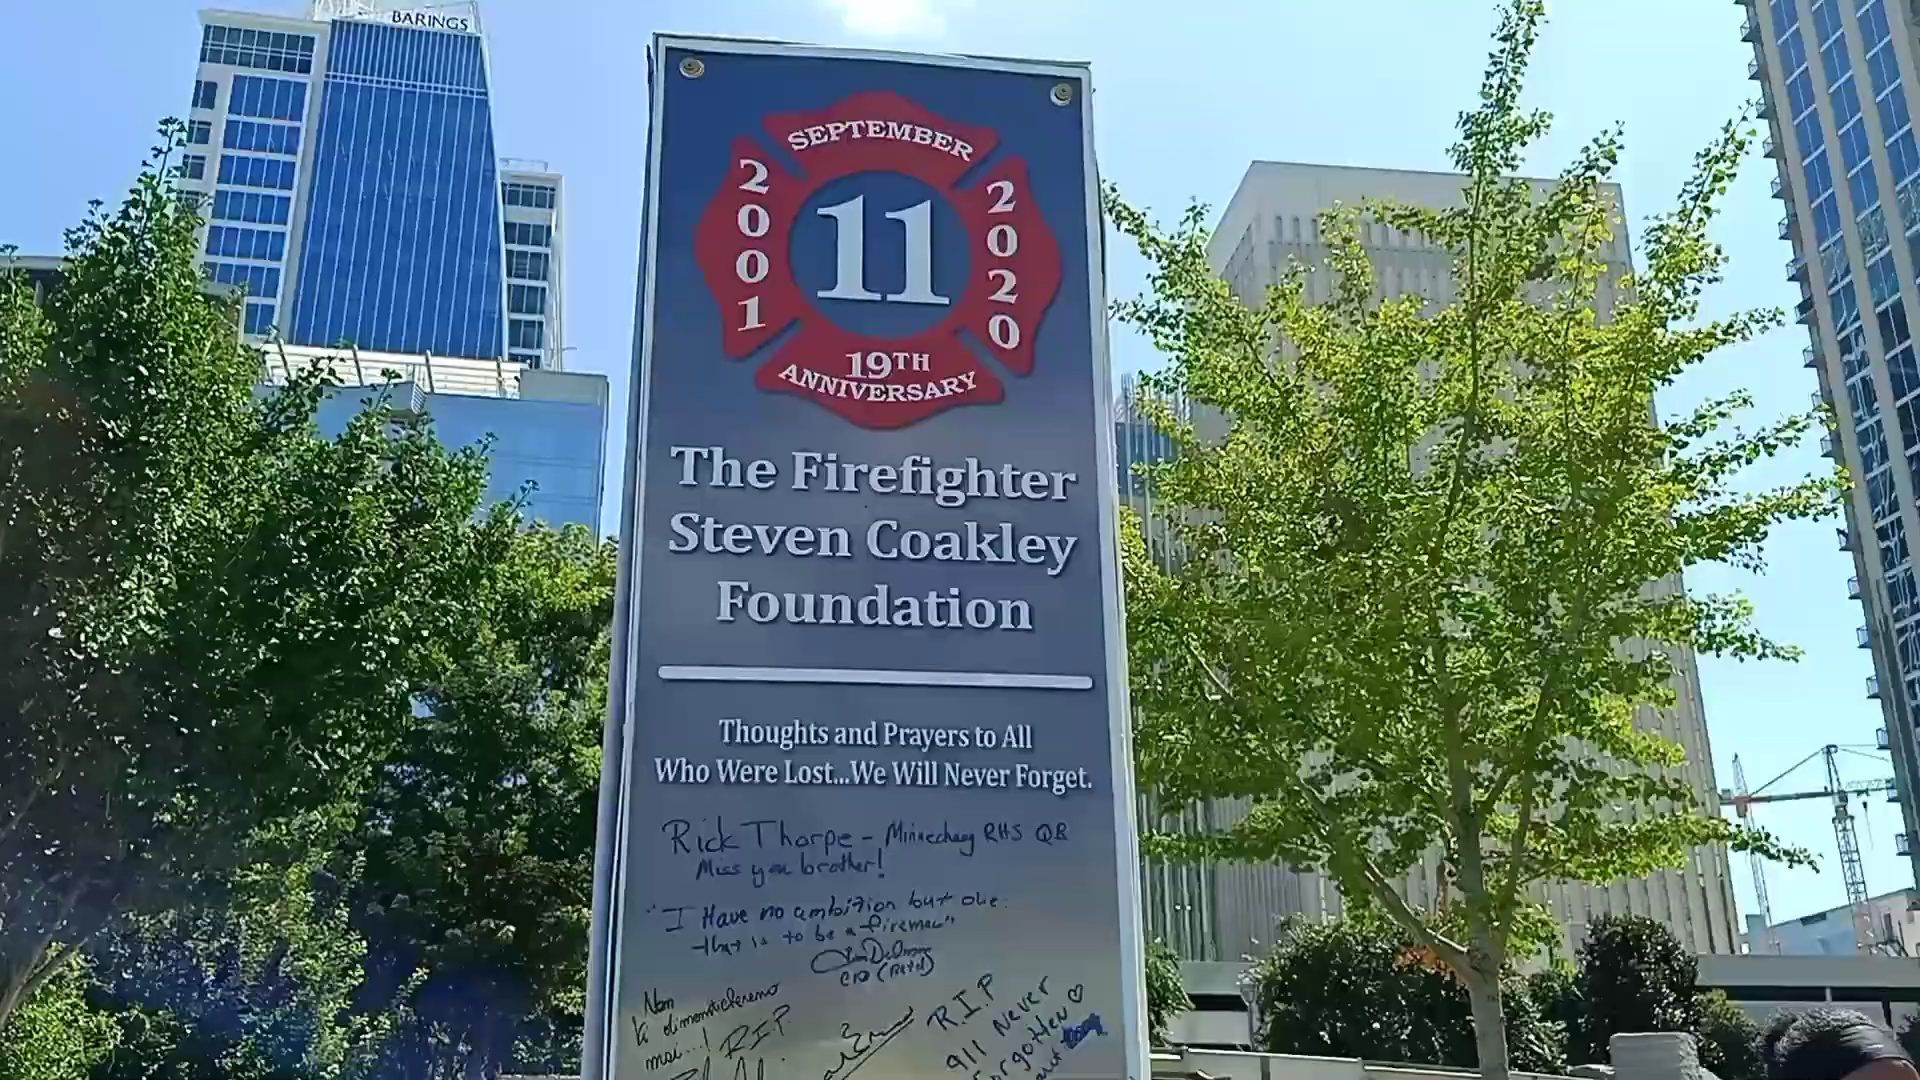 BARINGS
SEPTEMBER
2001
11
2020
19TH
ANNIVERSARY
The Firefighter
Steven Coakley
Foundation
Thoughts and Prayers to All
Who Were Lost...We Will Never Forget.
Rick Thorpe - Minnechaug RHS QB
Miss you brother!
"I Have no ambition but one:
that is to be a fireman"
(Ret'd)
Non
Vi dimenticheremo
mai...!
R.I.P.
R.I.P
911 Never
Forgotten